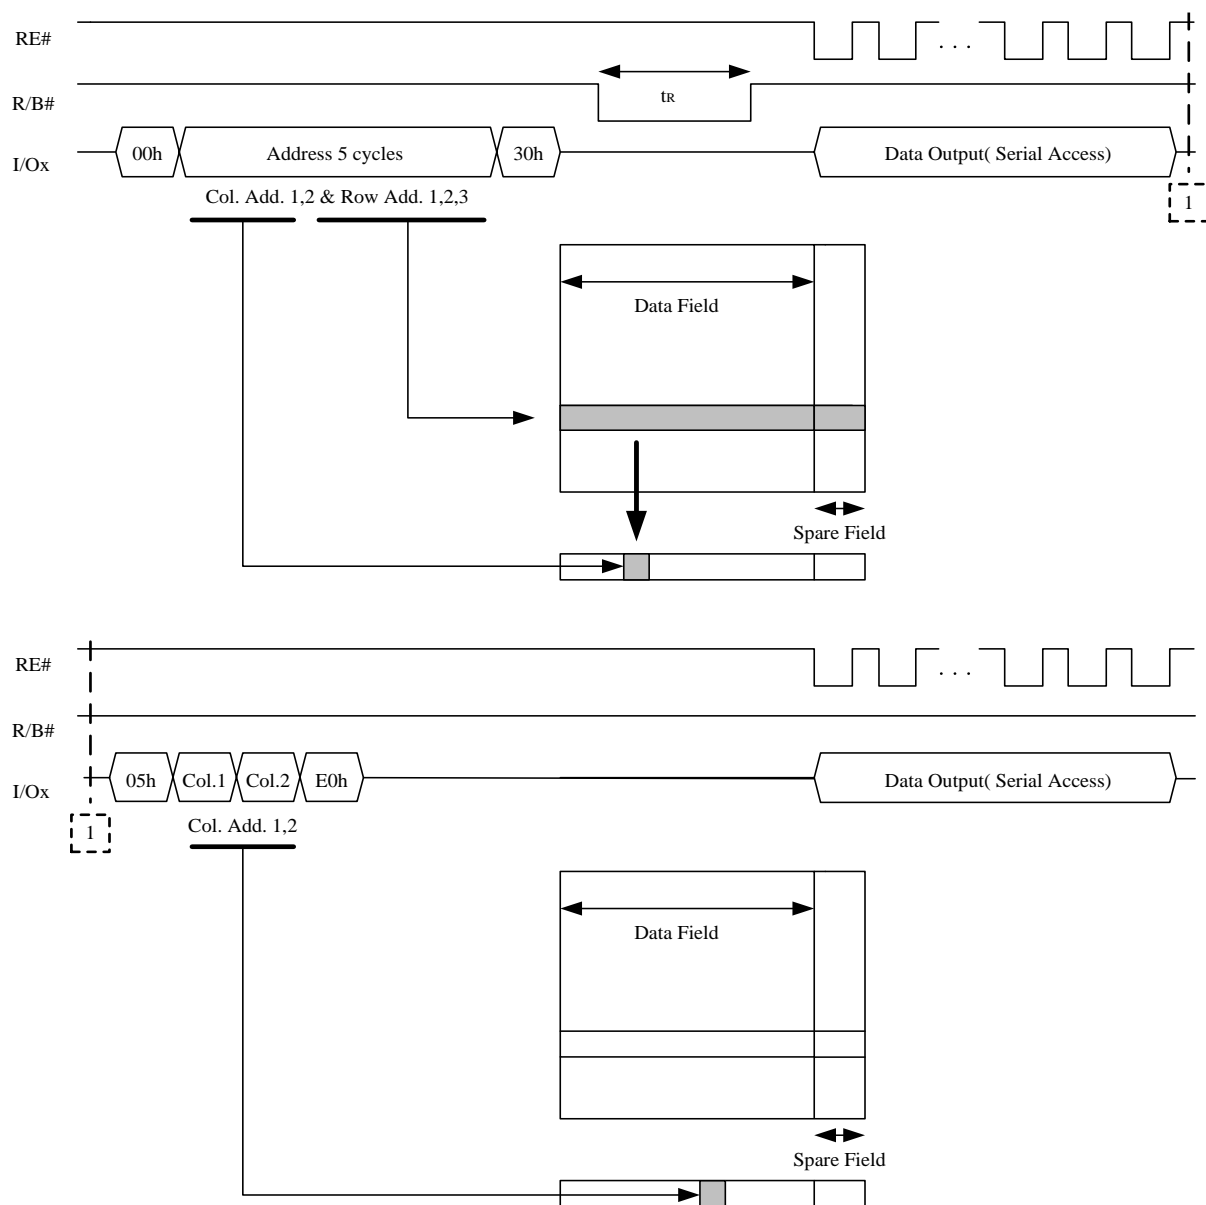 RE#
R/B#
tR
I/Ox
00h
Address 5 cycles
30h
Data Output( Serial Access)
Col. Add. 1,2 & Row Add. 1,2,3
1
Data Field
Spare Field
RE#
R/B#
I/Ox
05h
Col.1
Col.2
E0h
Data Output( Serial Access)
1
Col. Add. 1,2
Data Field
Spare Field